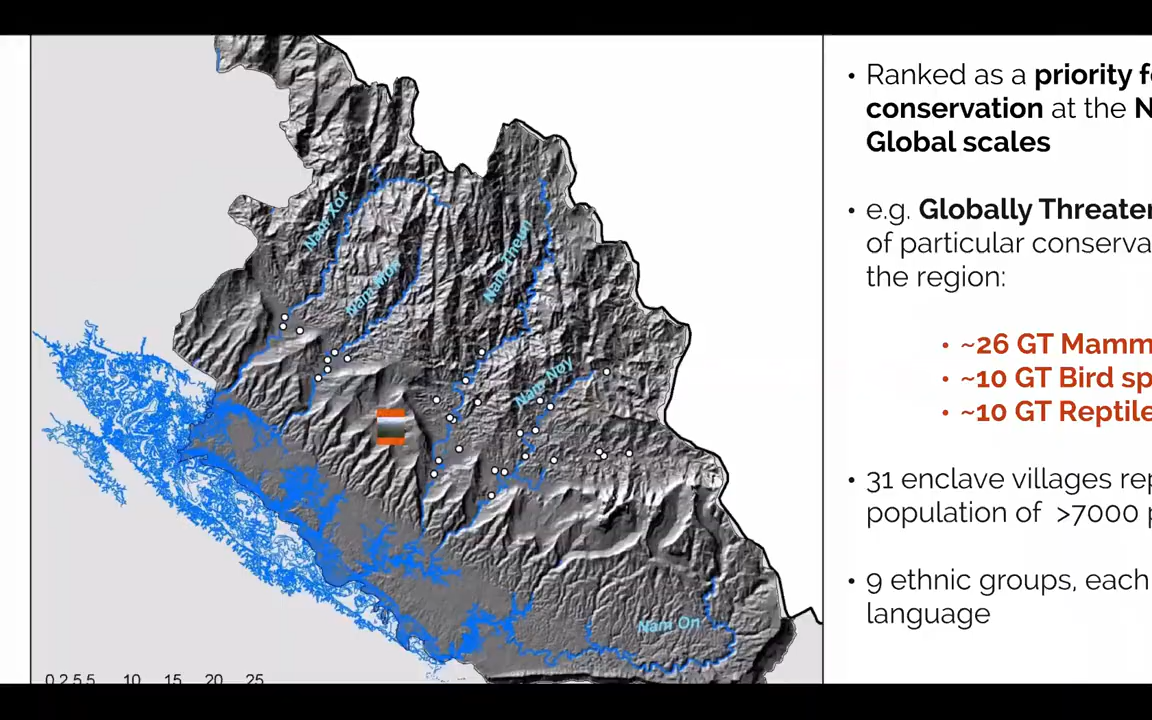 Nam Xot
Nam Mon
Nam Theun
Nam Noy
Nam On
0 2.5 5 10 15 20 25
• Ranked as a priority
conservation at the
Global scales
• e.g. Globally
of particular
the region:
• ~26 GT
• ~10 GT Bird
• ~10 GT
• 31 enclave villages
population of >7000
• 9 ethnic groups, each
language